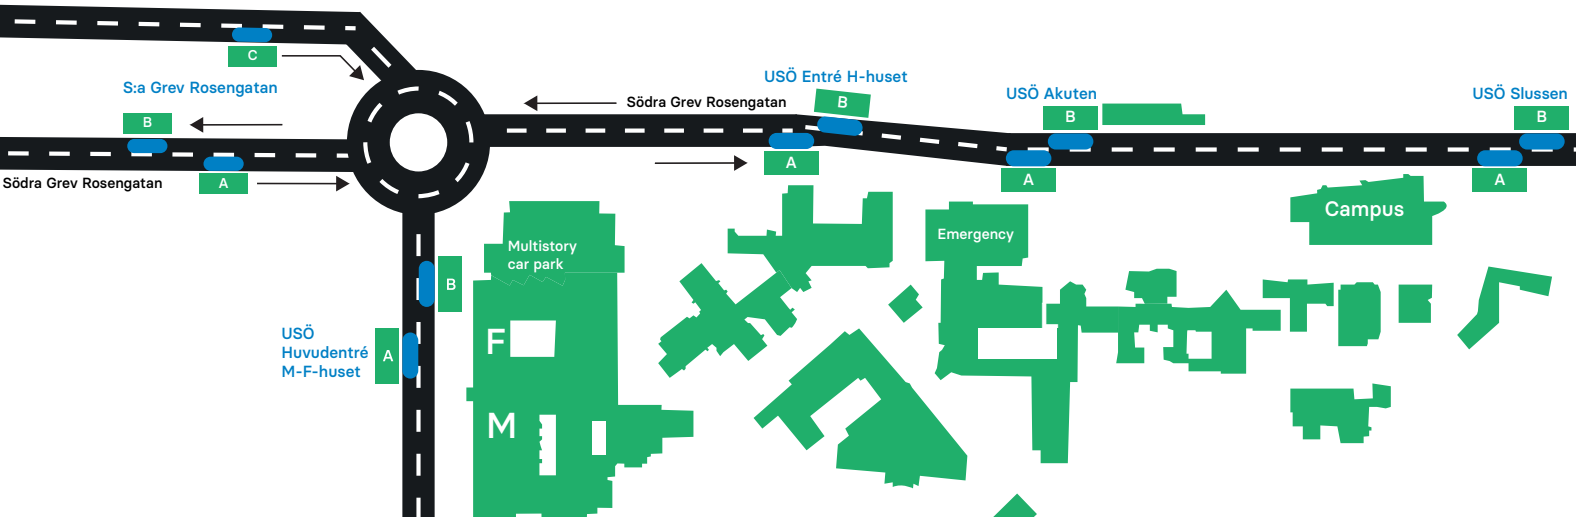 C
S:a Grev Rosengatan
B
Södra Grev Rosengatan
A
Södra Grev Rosengatan
USÖ Entré H-huset
B
A
USÖ Akuten
B
A
USÖ Slussen
B
A
Campus
Emergency
Multistory
car park
B
USÖ
Huvudentré
M-F-huset
A
F
M